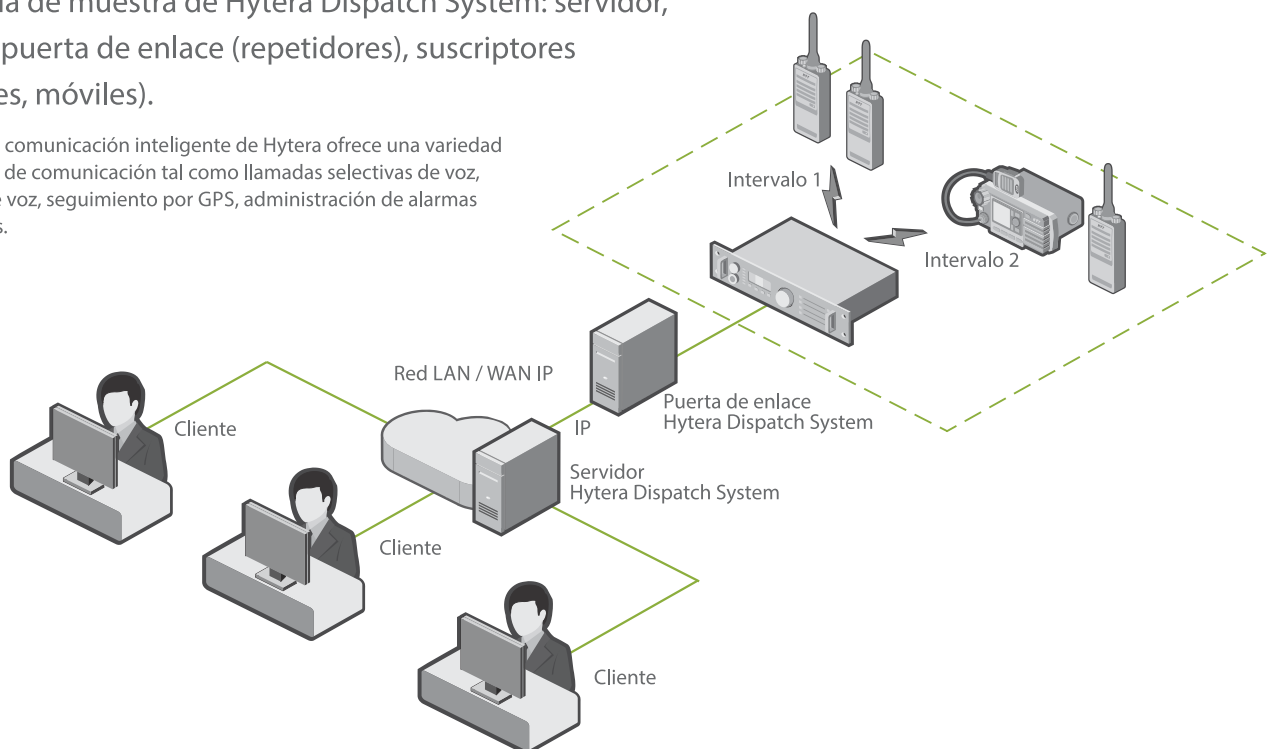 de muestra de Hytera Dispatch System: servidor,
puerta de enlace (repetidores), suscriptores
móviles).
comunicación inteligente de Hytera ofrece una variedad
de comunicación tal como llamadas selectivas de voz,
voz, seguimiento por GPS, administración de alarmas
Intervalo 1
Intervalo 2
Red LAN / WAN IP
Puerta de enlace
Hytera Dispatch System
Cliente
IP
Servidor
Hytera Dispatch System
Cliente
Cliente